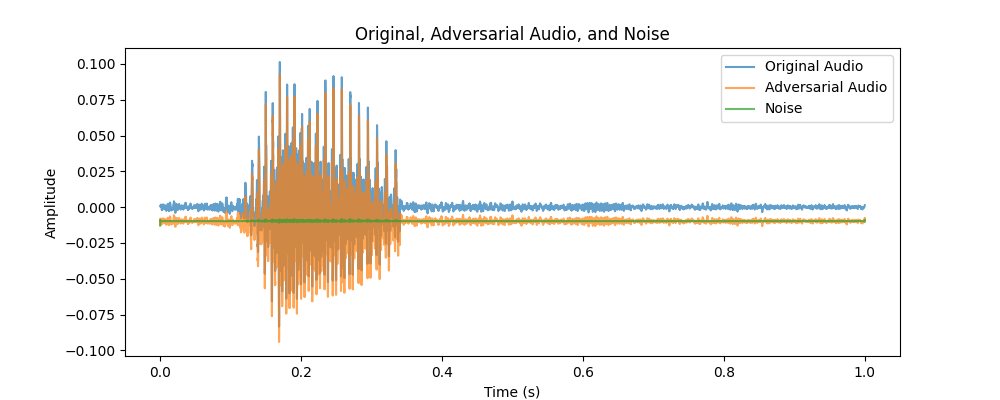 Original, Adversarial Audio, and Noise
Original Audio
Adversarial Audio
Noise
Amplitude
0.100
0.075
0.050
0.025
0.000
−0.025
−0.050
−0.075
−0.100
0.0
0.2
0.4
0.6
0.8
1.0
Time (s)